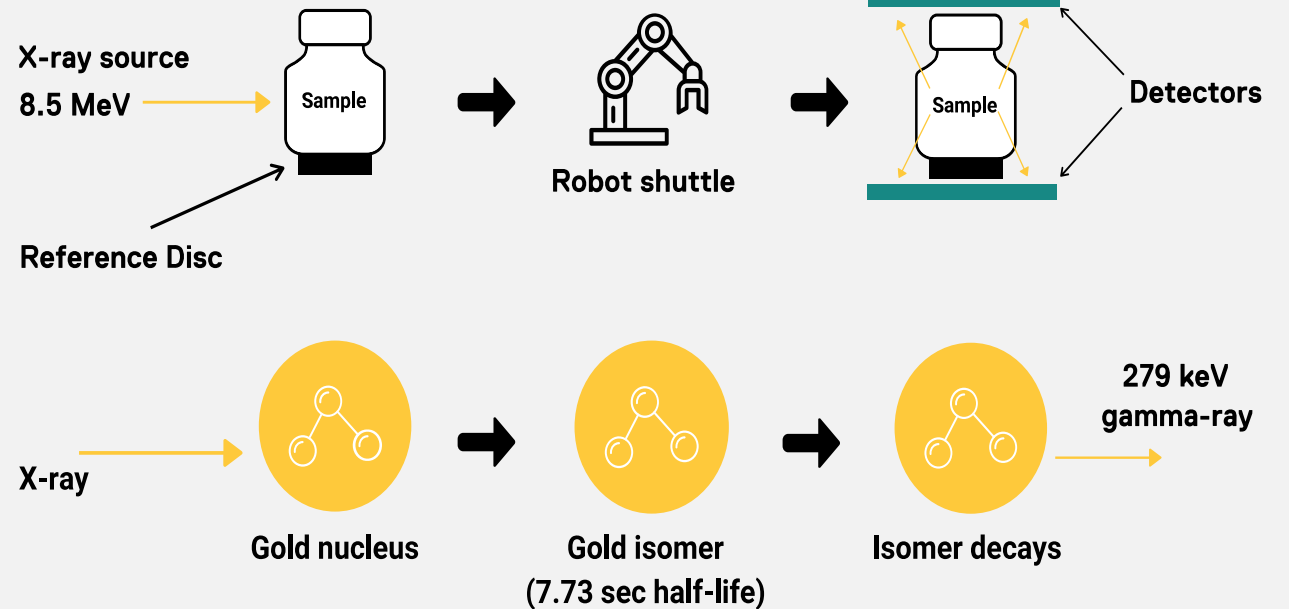 X-ray source
8.5 MeV
Sample
Reference Disc
Robot shuttle
Sample
Detectors
X-ray
Gold nucleus
Gold isomer
(7.73 sec half-life)
Isomer decays
279 keV
gamma-ray